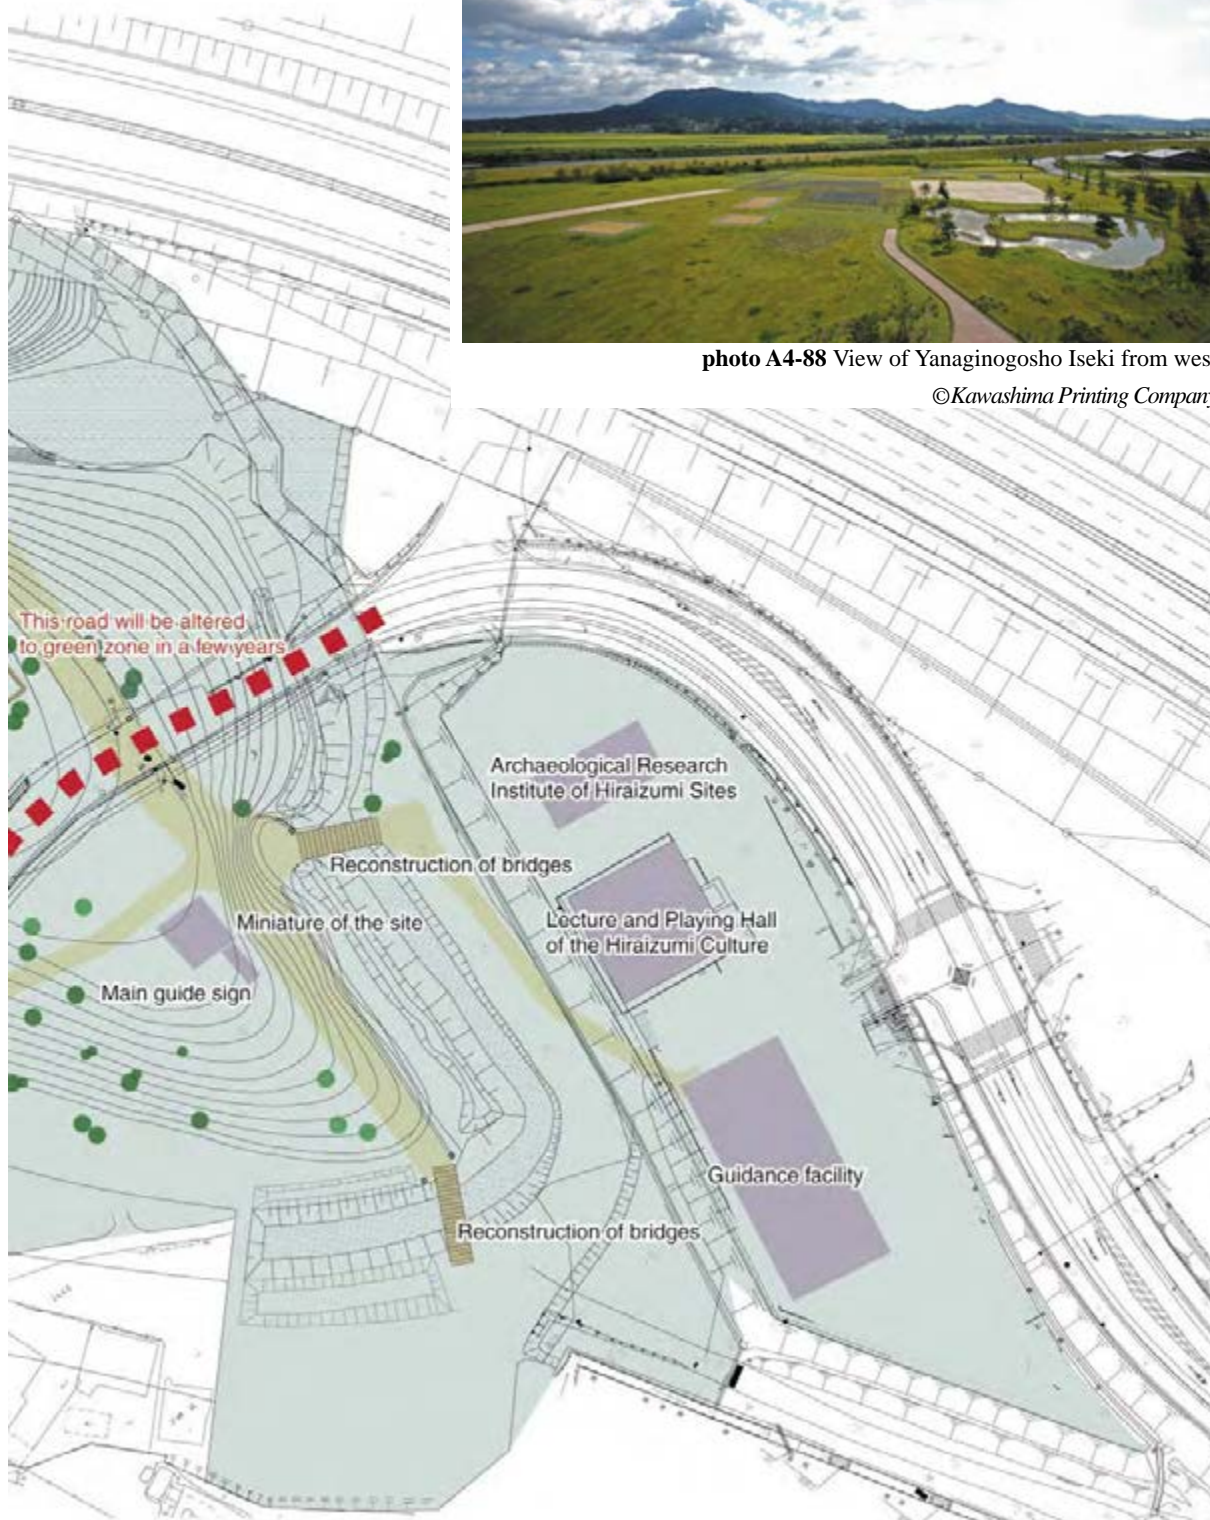 photo A4-88 View of Yanaginogosho Iseki from wes
©Kawashima Printing Company
This road will be altered
to green zone in a few years
Archaeological Research
Institute of Hiraizumi Sites
Reconstruction of bridges
Miniature of the site
Lecture and Playing Hall
of the Hiraizumi Culture
Main guide sign
Guidance facility
Reconstruction of bridges